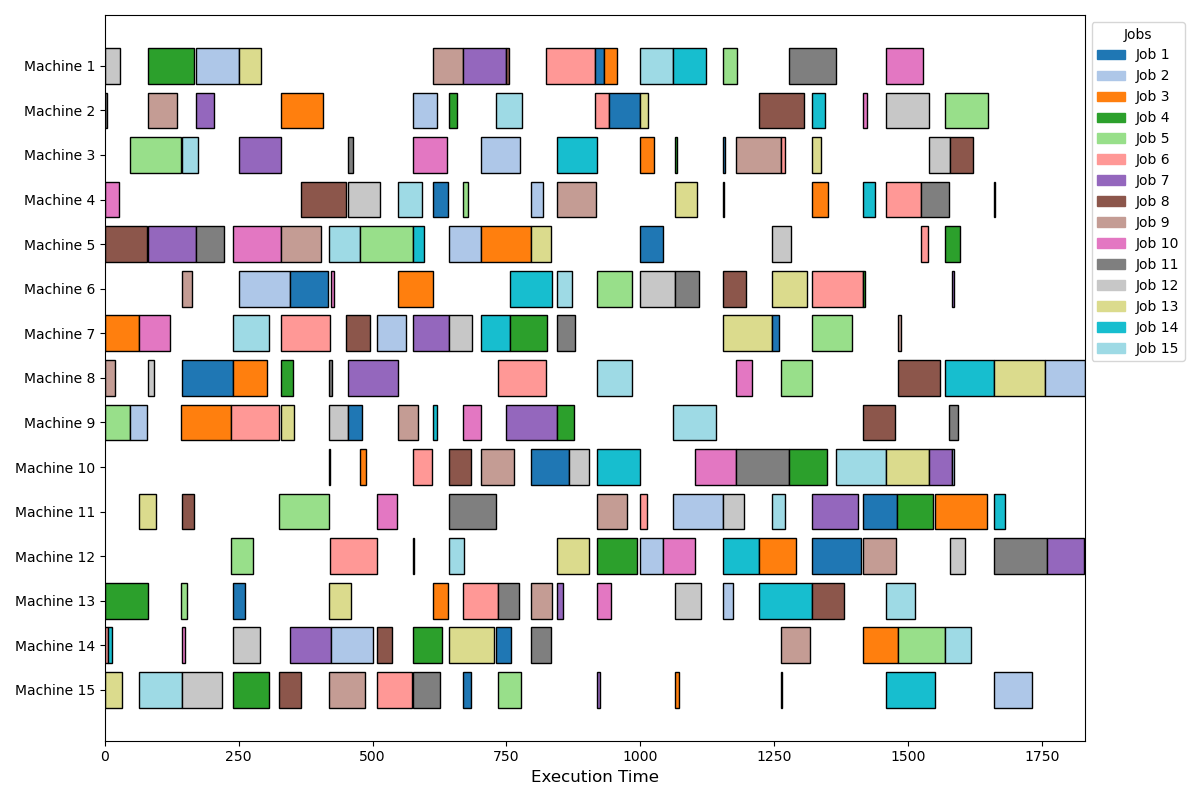 Machine 1
Machine 2
Machine 3
Machine 4
Machine 5
Machine 6
Machine 7
Machine 8
Machine 9
Machine 10
Machine 11
Machine 12
Machine 13
Machine 14
Machine 15
0 250 500 750 1000 1250 1500 1750
Execution Time
Jobs
Job 1
Job 2
Job 3
Job 4
Job 5
Job 6
Job 7
Job 8
Job 9
Job 10
Job 11
Job 12
Job 13
Job 14
Job 15